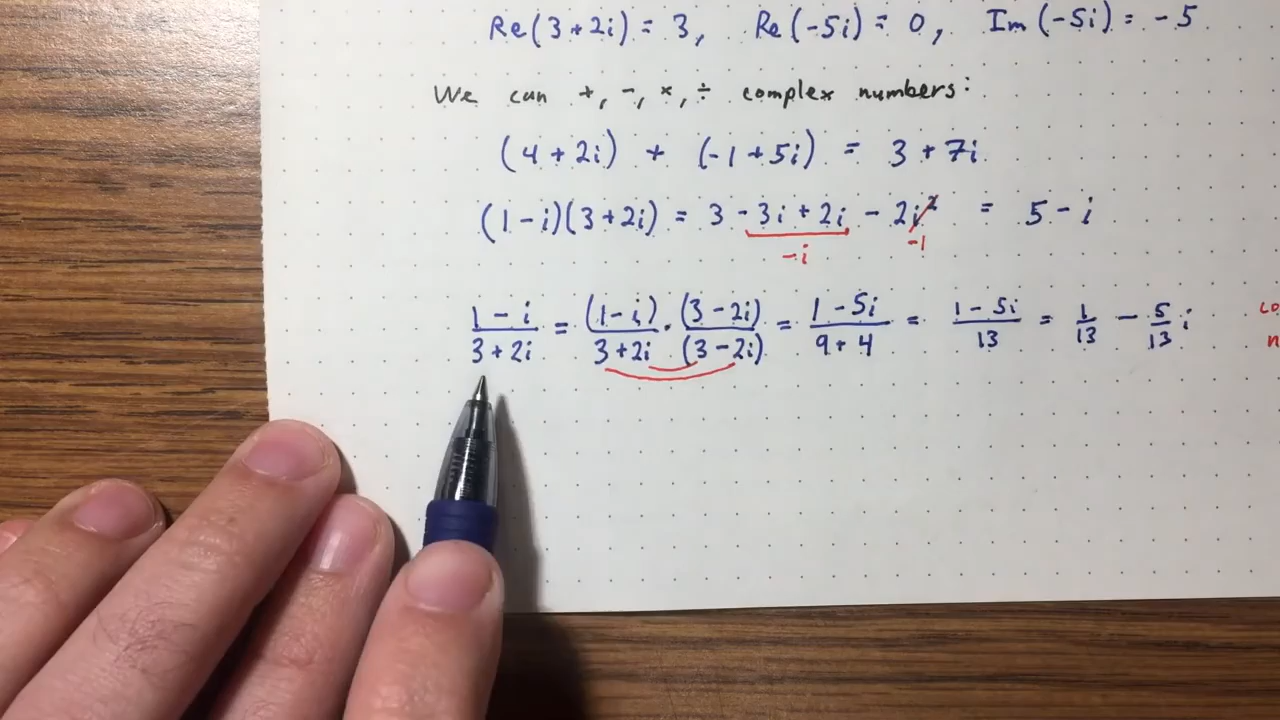 Re(3+2i) = 3, Re(-5i) = 0, Im(-5i) = -5
We can +, -, ×, ÷ complex numbers:
(4+2i) + (-1+5i) = 3+7i
(1-i)(3+2i) = 3 -3i+2i - 2i² = 5-i
-i -1
1-i/3+2i = (1-i)/3+2i · (3-2i)/(3-2i) = 1-5i/9+4 = 1-5i/13 = 1/13 - 5/13 i